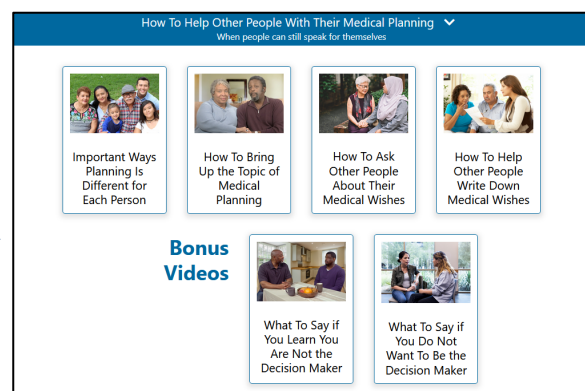 How To Help Other People With Their Medical Planning
When people can still speak for themselves
Important Ways
Planning Is
Different for
Each Person
How To Bring
Up the Topic of
Medical
Planning
How To Ask
Other People
About Their
Medical Wishes
How To Help
Other People
Write Down
Medical Wishes
Bonus
Videos
What To Say if
You Learn You
Are Not the
Decision Maker
What To Say if
You Do Not
Want To Be the
Decision Maker